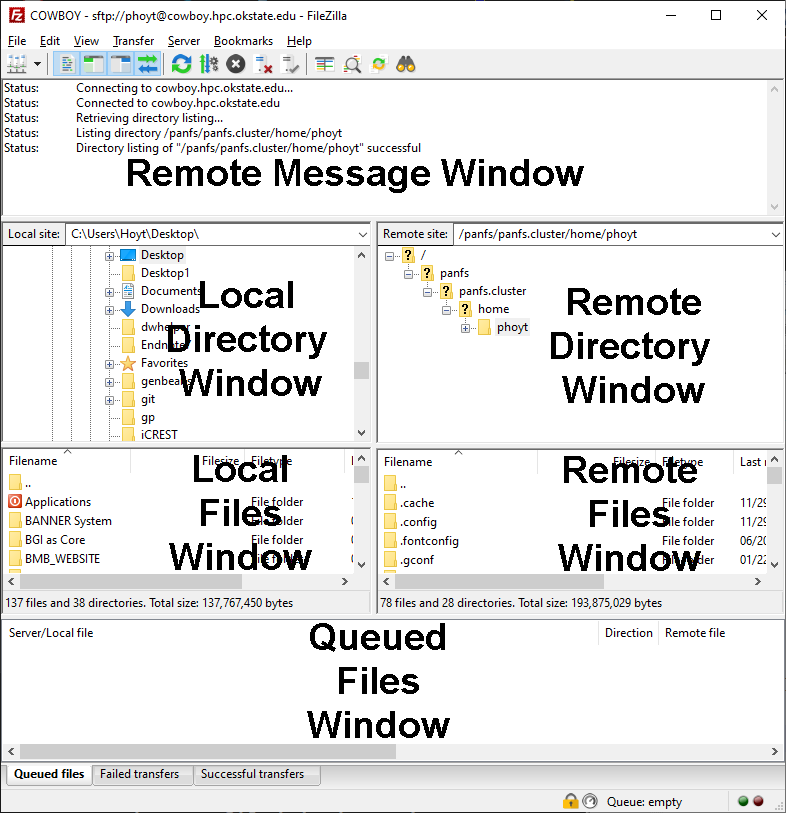 COWBOY - sftp://phoyt@cowboy.hpc.okstate.edu - FileZilla
File Edit View Transfer Server Bookmarks Help
Status: Connecting to cowboy.hpc.okstate.edu...
Status: Connected to cowboy.hpc.okstate.edu
Status: Retrieving directory listing...
Status: Listing directory /panfs/panfs.cluster/home/phoyt
Status: Directory listing of "/panfs/panfs.cluster/home/phoyt" successful
Remote Message Window
Local site: C:\Users\Hoyt\Desktop\
Desktop
Desktop1
Documents
Downloads
dwhelper
Endnote
Favorites
genbeans
git
gp
iCREST
Local
Directory
Window
Remote site: /panfs/panfs.cluster/home/phoyt
/
panfs
panfs.cluster
home
phoyt
Remote
Directory
Window
Filename Filesize Filetype
..
Applications File folder
BANNER System File folder
BGI as Core File folder
BMB_WEBSITE File folder
Local
Files
Window
137 files and 38 directories. Total size: 137,767,450 bytes
Filename Filesize Filetype Last
..
.cache File folder 11/29
.config File folder 11/29
.fontconfig File folder 06/20
.gconf File folder 01/22
Remote
Files
Window
78 files and 28 directories. Total size: 193,875,029 bytes
Server/Local file Direction Remote file
Queued
Files
Window
Queued files Failed transfers Successful transfers
Queue: empty